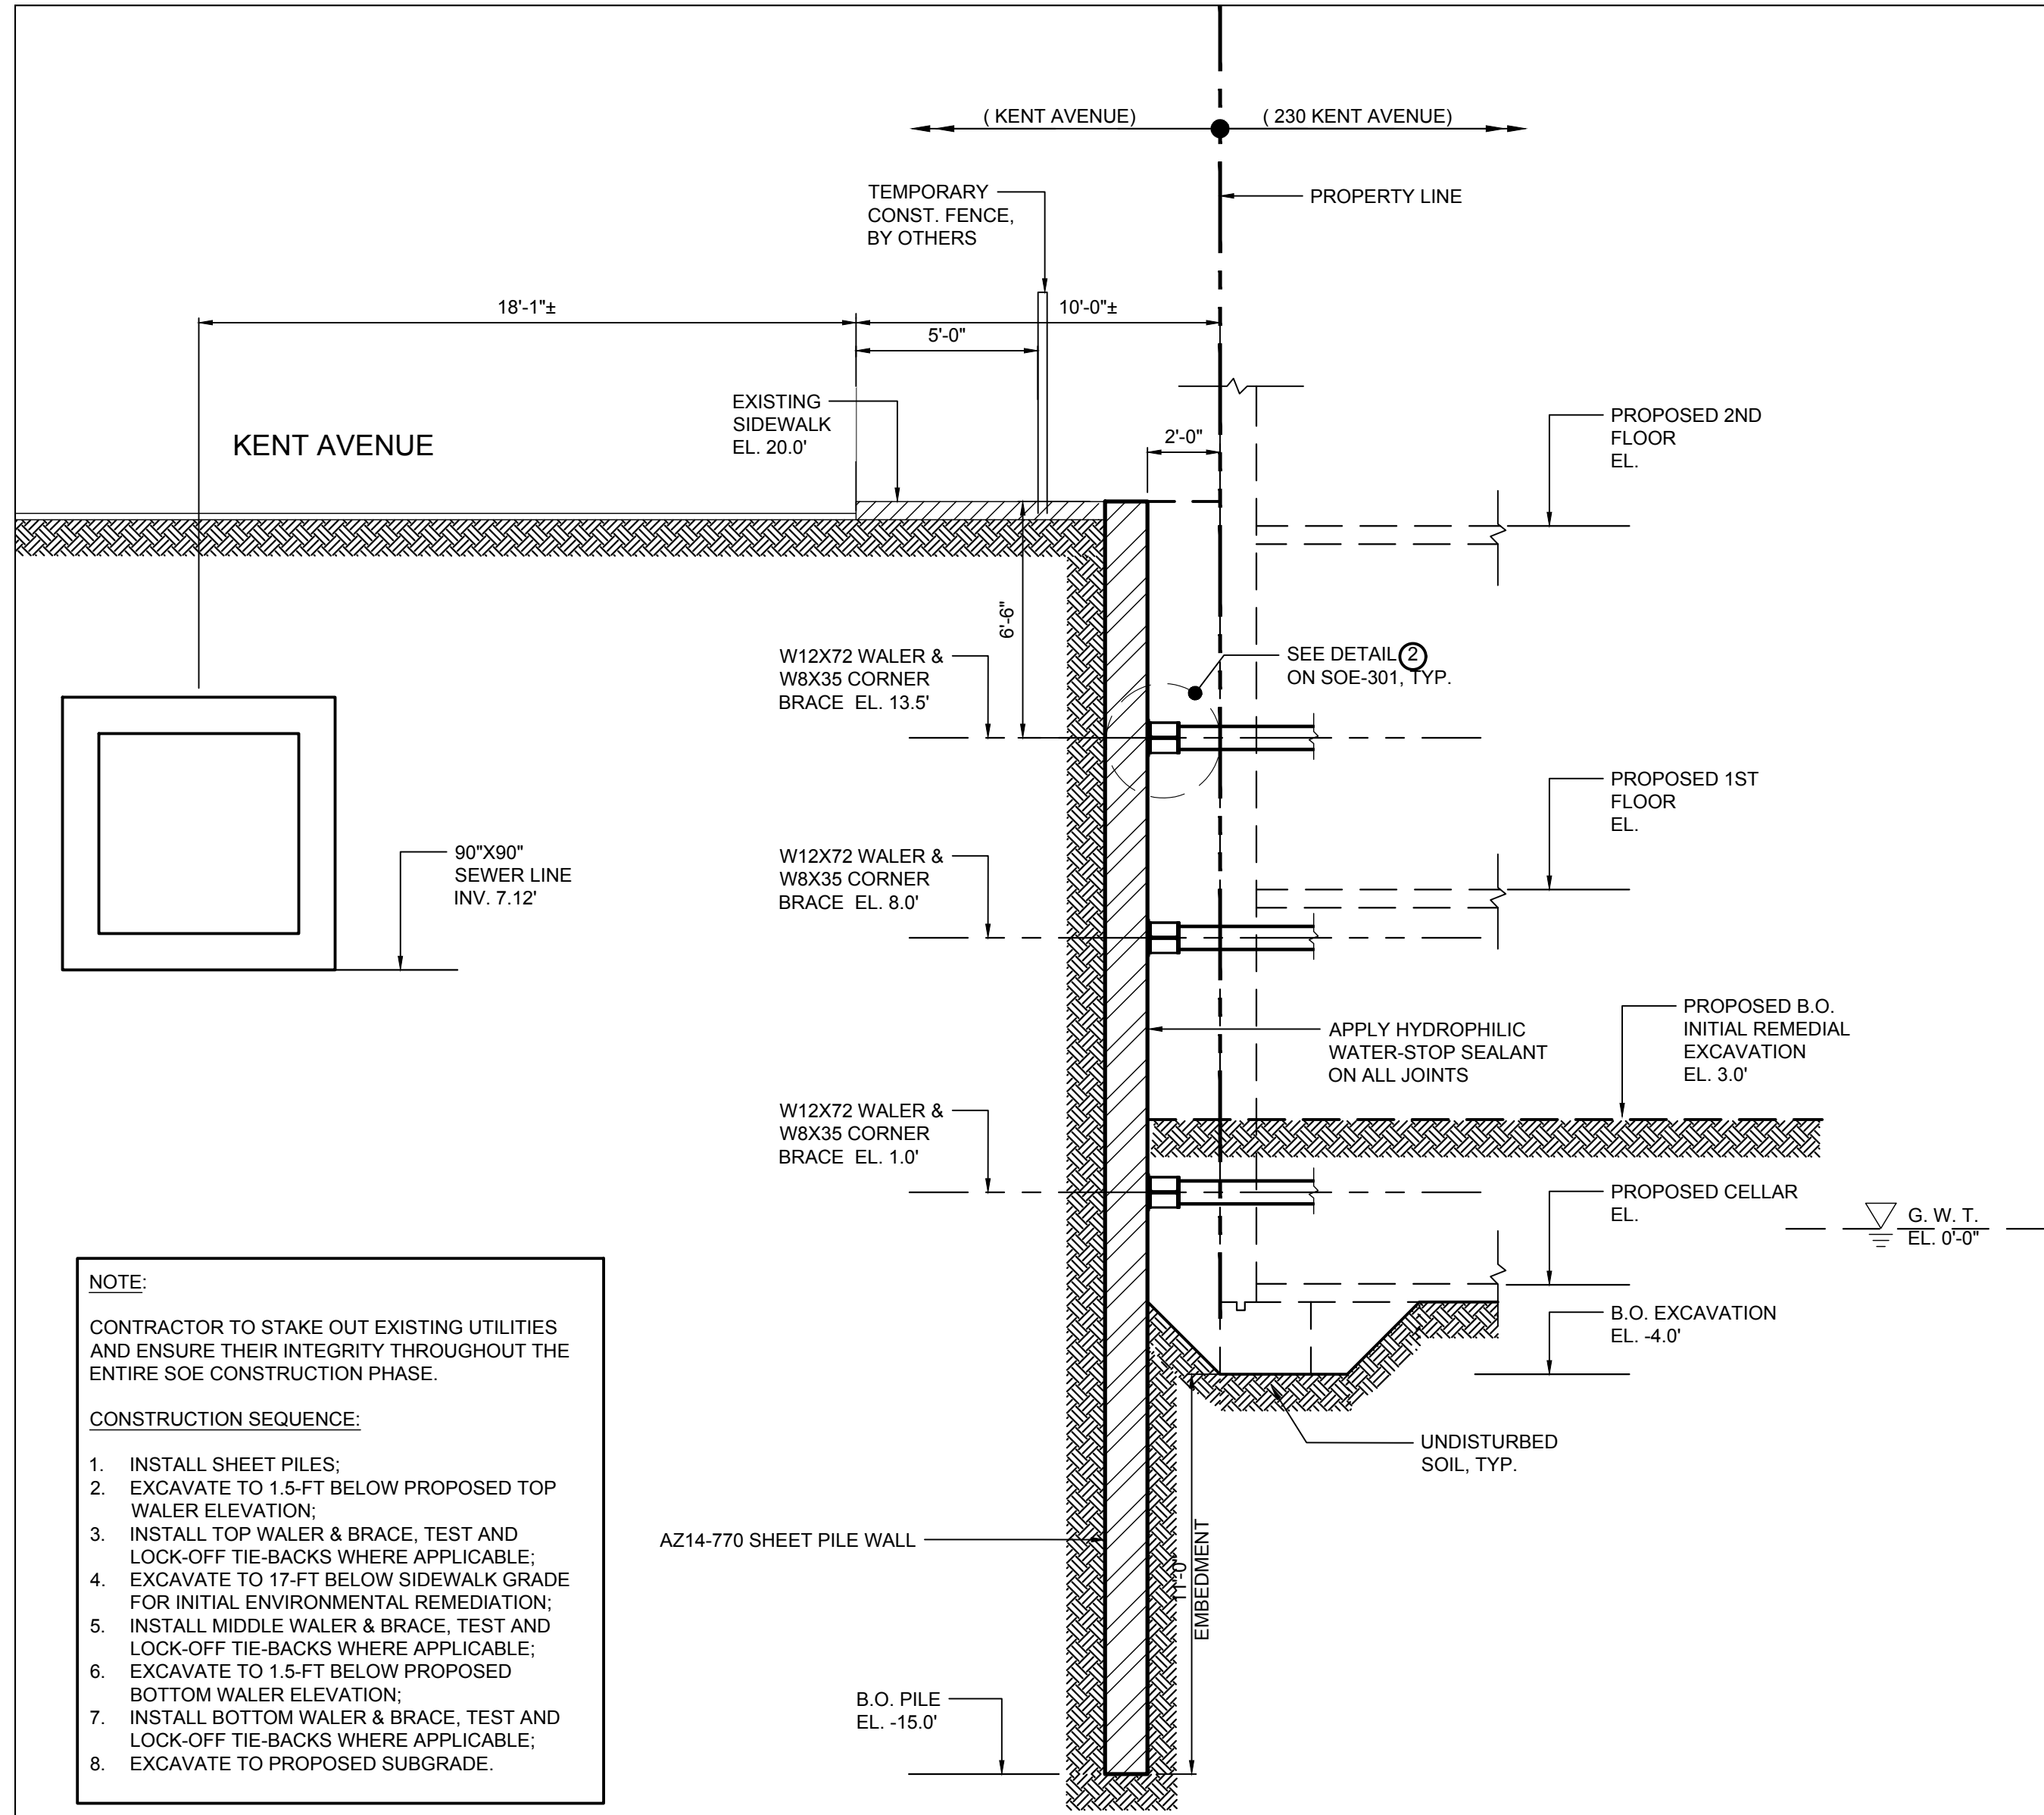 ( KENT AVENUE)
( 230 KENT AVENUE)
TEMPORARY
CONST. FENCE,
BY OTHERS
PROPERTY LINE
18'-1"±
10'-0"±
5'-0"
EXISTING
SIDEWALK
EL. 20.0'
KENT AVENUE
2'-0"
PROPOSED 2ND
FLOOR
EL.
6'-6"
W12X72 WALER &
W8X35 CORNER
BRACE EL. 13.5'
SEE DETAIL 2
ON SOE-301, TYP.
PROPOSED 1ST
FLOOR
EL.
90"X90"
SEWER LINE
INV. 7.12'
W12X72 WALER &
W8X35 CORNER
BRACE EL. 8.0'
APPLY HYDROPHILIC
WATER-STOP SEALANT
ON ALL JOINTS
PROPOSED B.O.
INITIAL REMEDIAL
EXCAVATION
EL. 3.0'
W12X72 WALER &
W8X35 CORNER
BRACE EL. 1.0'
PROPOSED CELLAR
EL.
G. W. T.
EL. 0'-0"
B.O. EXCAVATION
EL. -4.0'
UNDISTURBED
SOIL, TYP.
AZ14-770 SHEET PILE WALL
11'-0"
EMBEDMENT
B.O. PILE
EL. -15.0'
NOTE:
CONTRACTOR TO STAKE OUT EXISTING UTILITIES
AND ENSURE THEIR INTEGRITY THROUGHOUT THE
ENTIRE SOE CONSTRUCTION PHASE.
CONSTRUCTION SEQUENCE:
1. INSTALL SHEET PILES;
2. EXCAVATE TO 1.5-FT BELOW PROPOSED TOP
WALER ELEVATION;
3. INSTALL TOP WALER & BRACE, TEST AND
LOCK-OFF TIE-BACKS WHERE APPLICABLE;
4. EXCAVATE TO 17-FT BELOW SIDEWALK GRADE
FOR INITIAL ENVIRONMENTAL REMEDIATION;
5. INSTALL MIDDLE WALER & BRACE, TEST AND
LOCK-OFF TIE-BACKS WHERE APPLICABLE;
6. EXCAVATE TO 1.5-FT BELOW PROPOSED
BOTTOM WALER ELEVATION;
7. INSTALL BOTTOM WALER & BRACE, TEST AND
LOCK-OFF TIE-BACKS WHERE APPLICABLE;
8. EXCAVATE TO PROPOSED SUBGRADE.